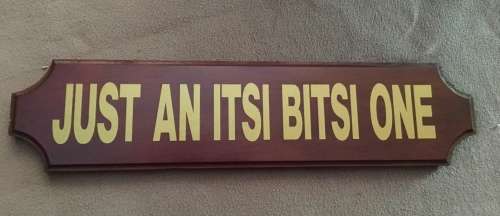 JUST AN ITSI BITSI ONE